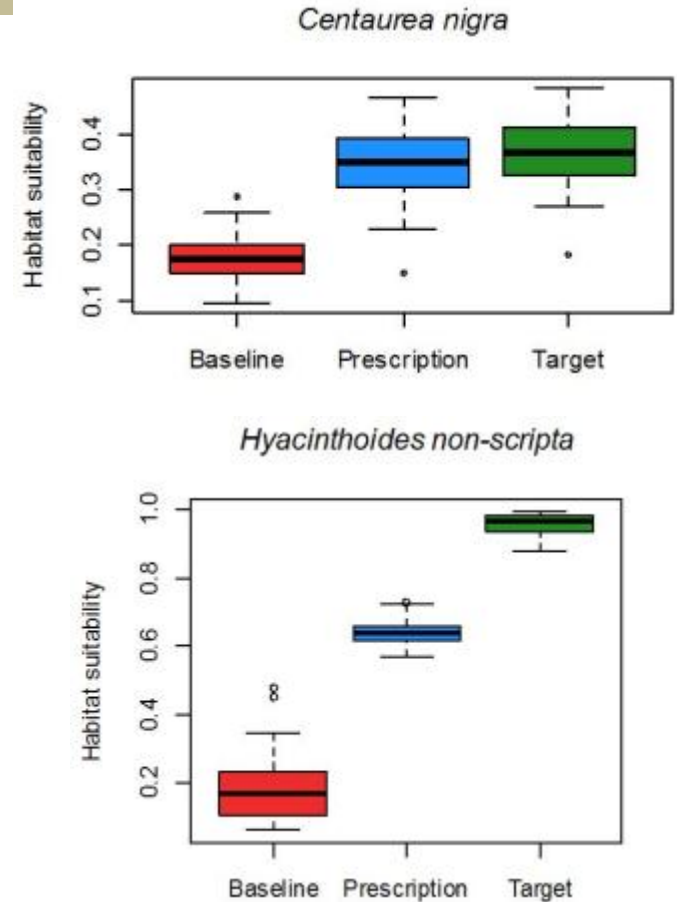 Centaurea nigra
Habitat suitability
0.4
0.3
0.2
0.1
Baseline Prescription Target
Hyacinthoides non-scripta
Habitat suitability
1.0
0.8
0.6
0.4
0.2
Baseline Prescription Target